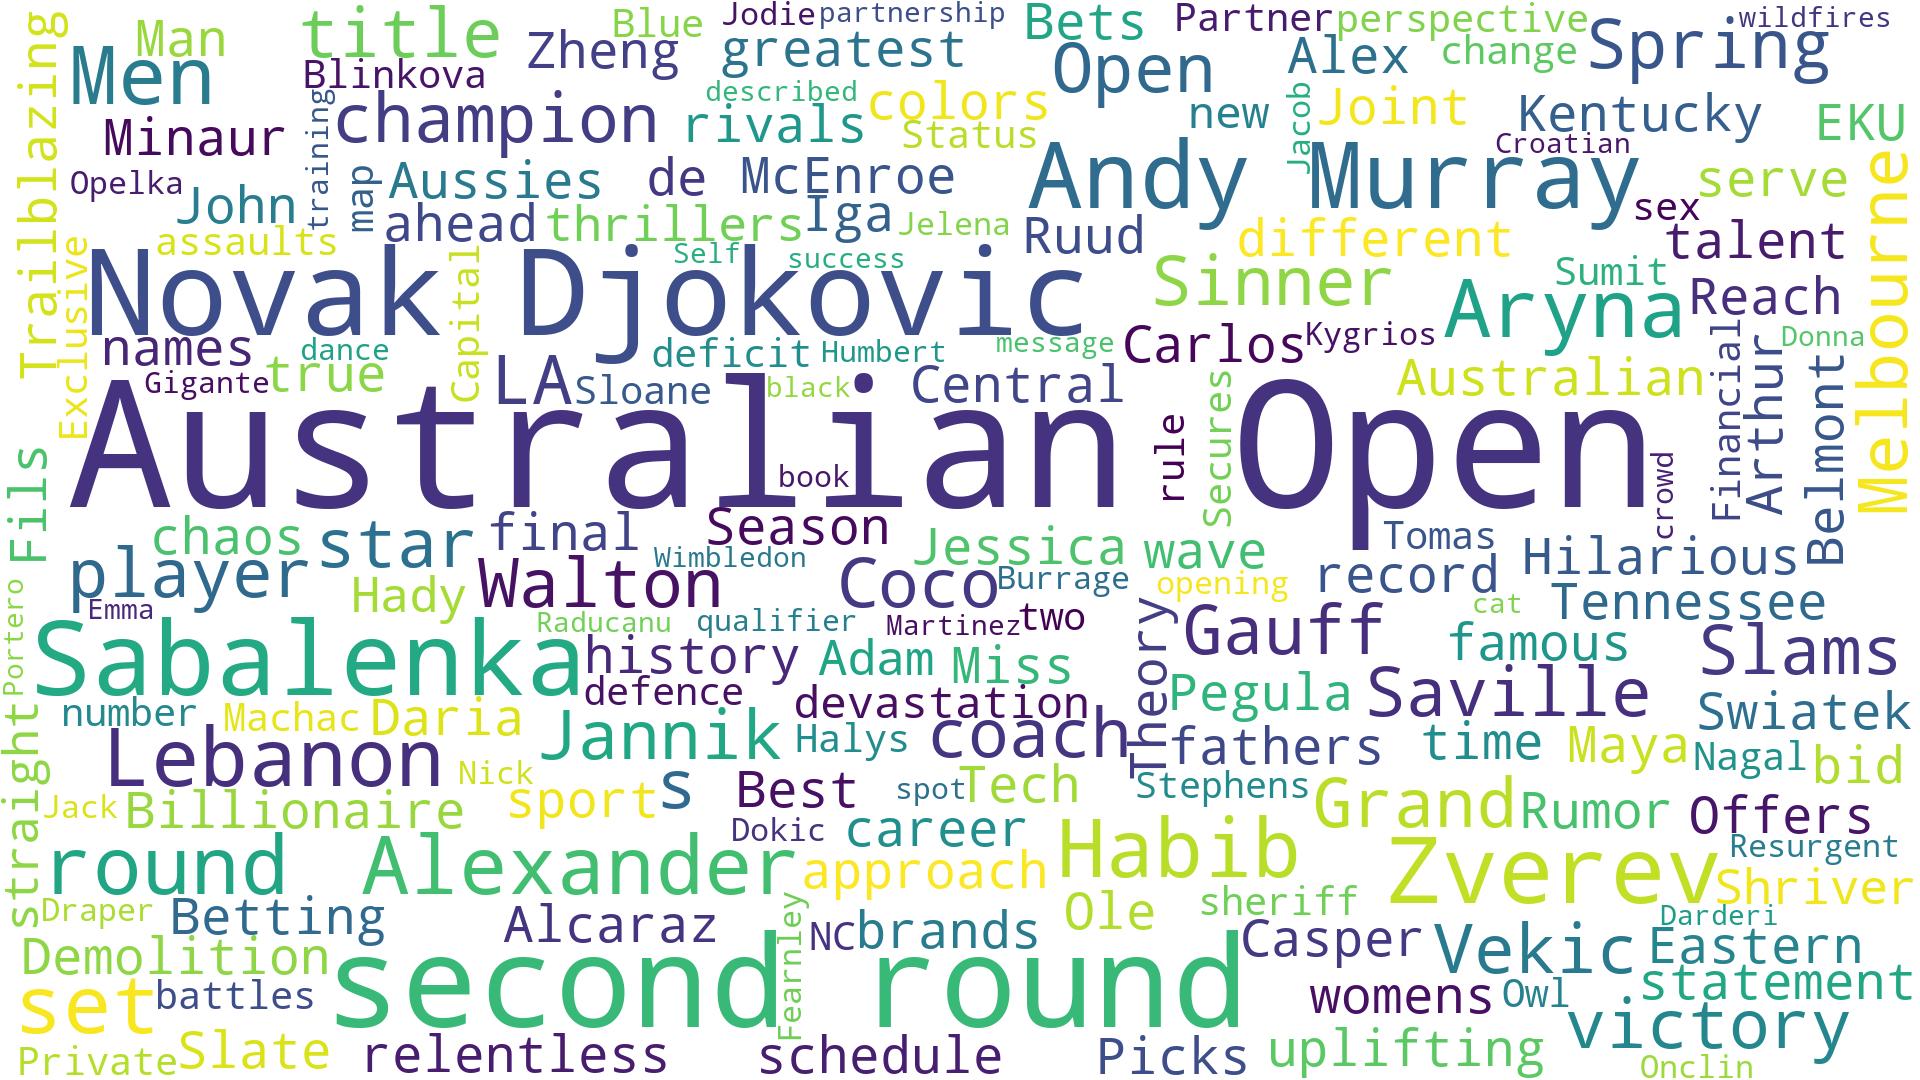 Trailblazing
Men
Man
title
Blinkova
Zheng
Blue
Jodie
partnership
greatest
Bets
Open
Partner
perspective
Alex
change
Spring
wildfires
Minaur
champion
training
described
rivals
colors
Status
new
Jacob
Joint
Kentucky
Croatian
EKU
Opelka
John
map
Aussies
de
McEnroe
Andy Murray
serve
Melbourne
assaults
ahead
thrillers
Iga
Jelena
Ruud
different
sex
talent
Exclusive
Novak Djokovic
Self
success
Capital
Sinner
Sumit
Aryna
Reach
names
dance
deficit
Humbert
message
Carlos
Kygrios
Financial
Arthur
Donna
Gigante
true
LA
Sloane
black
Central
Australian
Belmont
Australian Open
book
rule
Secures
crowd
Fils
chaos
star
final
Season
Wimbledon
Jessica
wave
Tomas
Hilarious
player
Hady
Walton
Coco
Burrage
opening
record
cat
Tennessee
Portero
Emma
Raducanu
qualifier
Martinez
two
Theory
Gauff
famous
Slams
Sabalenka
history
Adam
Miss
defence
devastation
Pegula
Saville
Swiatek
number
Machac
Daria
Jannik
Halys
coach
fathers
time
Maya
Nagal
bid
straight
Lebanon
Nick
Jack
Billionaire
sport
s
Best
spot
Tech
Stephens
Grand
Rumor
Offers
Dokic
career
Resurgent
round
Alexander
approach
Habib
Zverev
Shriver
Draper
Betting
Alcaraz
Fearnley
NC
brands
Ole
sheriff
Casper
Vekic
Darderi
Eastern
Demolition
second round
statement
set
battles
womens
Owl
victory
Private
Slate
relentless
schedule
Picks
uplifting
Onclin